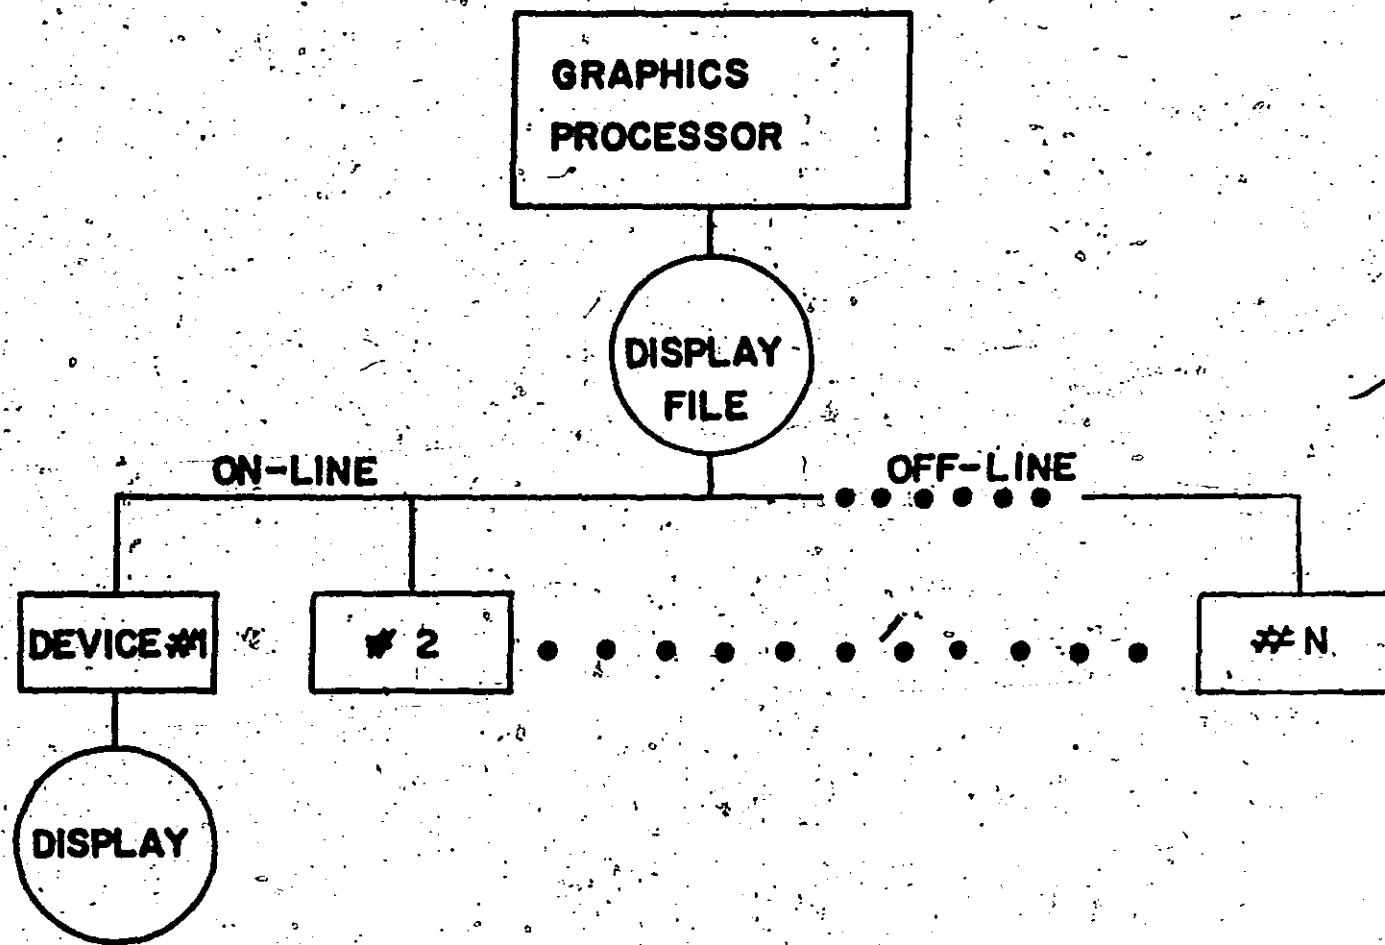 GRAPHICS
PROCESSOR
DISPLAY
FILE
ON-LINE
OFF-LINE
DEVICE #1
# 2
# N
DISPLAY